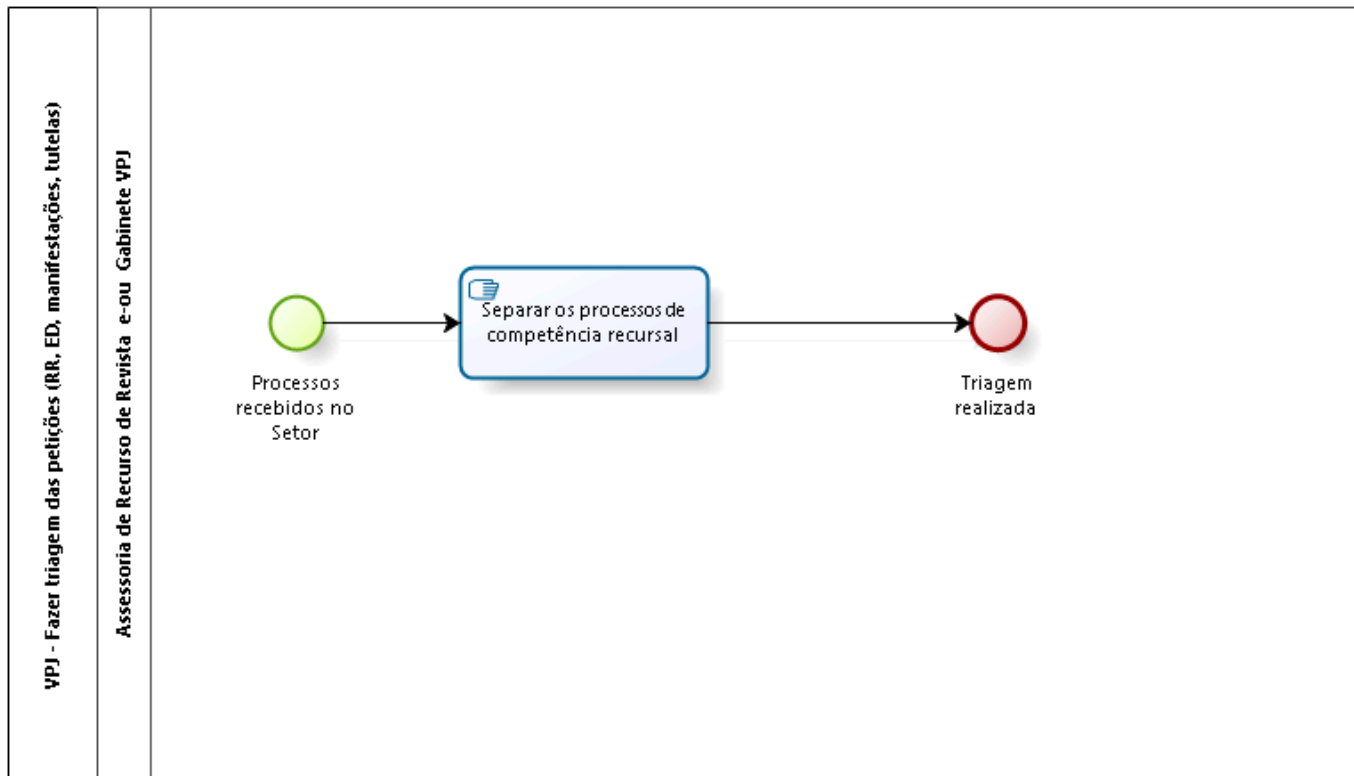 VPJ - Fazer triagem das petições (RR, ED, manifestações, tutelas)
Assessoria de Recurso de Revista e-ou Gabinete VPJ
Processos
recebidos no
Setor
Separar os processos de
competência recursal
Triagem
realizada